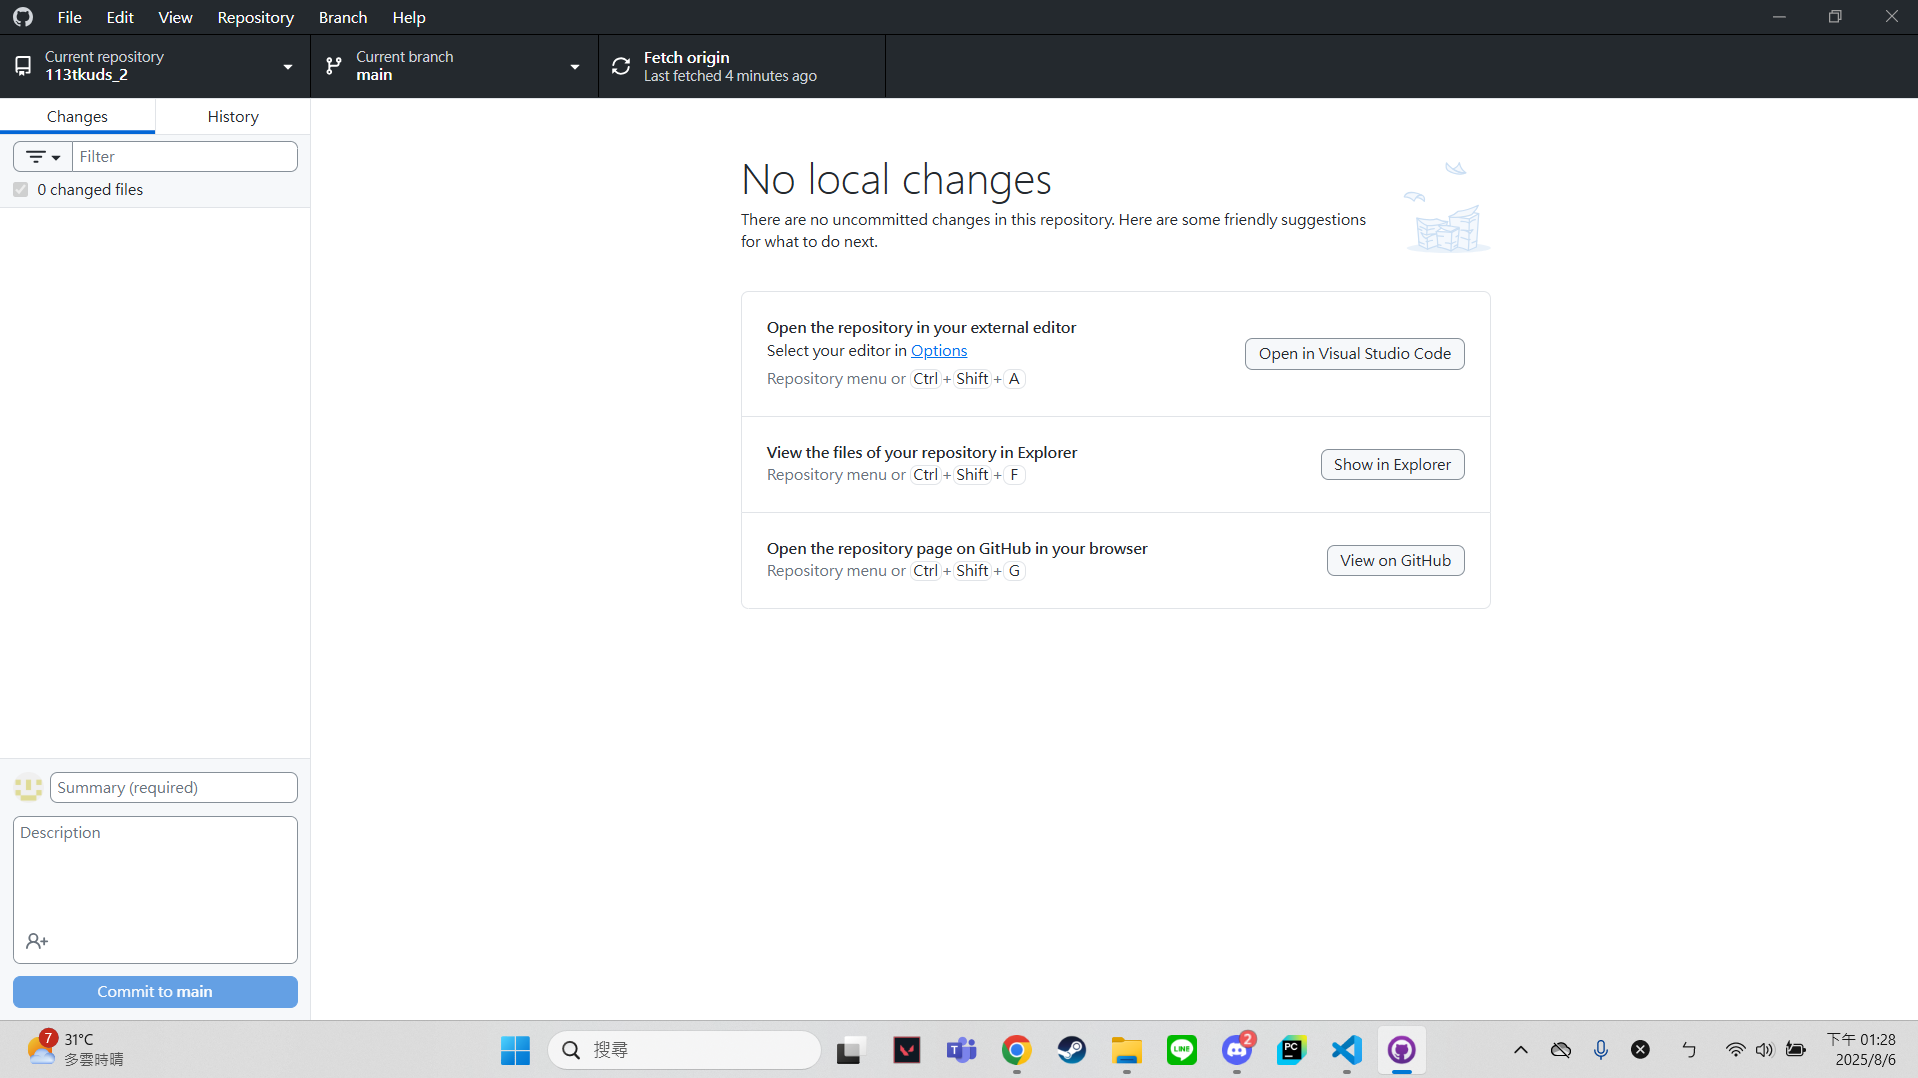 File Edit View Repository Branch Help
Current repository
113tkuds_2
Current branch
main
Fetch origin
Last fetched 4 minutes ago
Changes
History
Filter
0 changed files
No local changes
There are no uncommitted changes in this repository. Here are some friendly suggestions
for what to do next.
Open the repository in your external editor
Select your editor in Options
Repository menu or Ctrl + Shift + A
Open in Visual Studio Code
View the files of your repository in Explorer
Repository menu or Ctrl + Shift + F
Show in Explorer
Open the repository page on GitHub in your browser
Repository menu or Ctrl + Shift + G
View on GitHub
Summary (required)
Description
Commit to main
7
31°C
多雲時晴
搜尋
T
LINE
2
PC
ㄅ
下午 01:28
2025/8/6